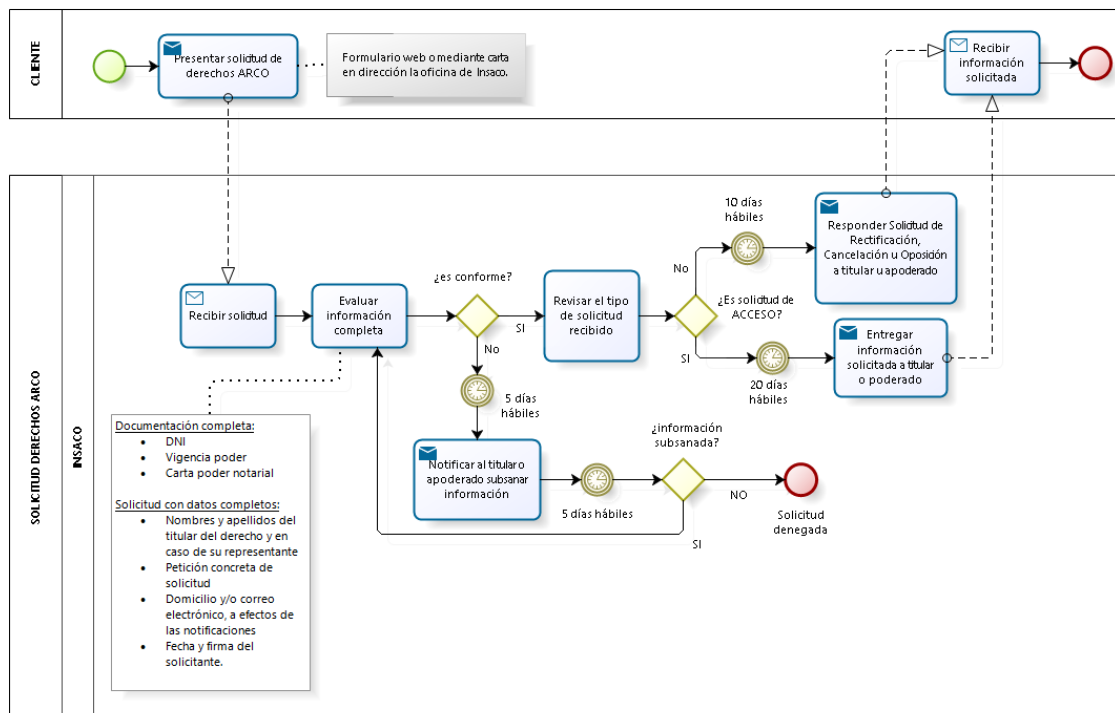 CLIENTE
Presentar solicitud de
derechos ARCO
Formulario web o mediante carta
en dirección la oficina de Insaco.
Recibir
información
solicitada
SOLICITUD DERECHOS ARCO
INSACO
Recibir solicitud
Evaluar
información
completa
¿es conforme?
SI
No
Revisar el tipo
de solicitud
recibido
¿Es solicitud de
ACCESO?
No
10 días
hábiles
Responder Solicitud de
Rectificación,
Cancelación u Oposición
a titular u apoderado
SI
20 días
hábiles
Entregar
información
solicitada a titular
o poderado
5 días
hábiles
Notificar al titular o
apoderado subsanar
información
5 días hábiles
¿información
subsanada?
NO
Solicitud
denegada
SI
Documentación completa:
• DNI
• Vigencia poder
• Carta poder notarial
Solicitud con datos completos:
• Nombres y apellidos del
titular del derecho y en
caso de su representante
• Petición concreta de
solicitud
• Domicilio y/o correo
electrónico, a efectos de
las notificaciones
• Fecha y firma del
solicitante.